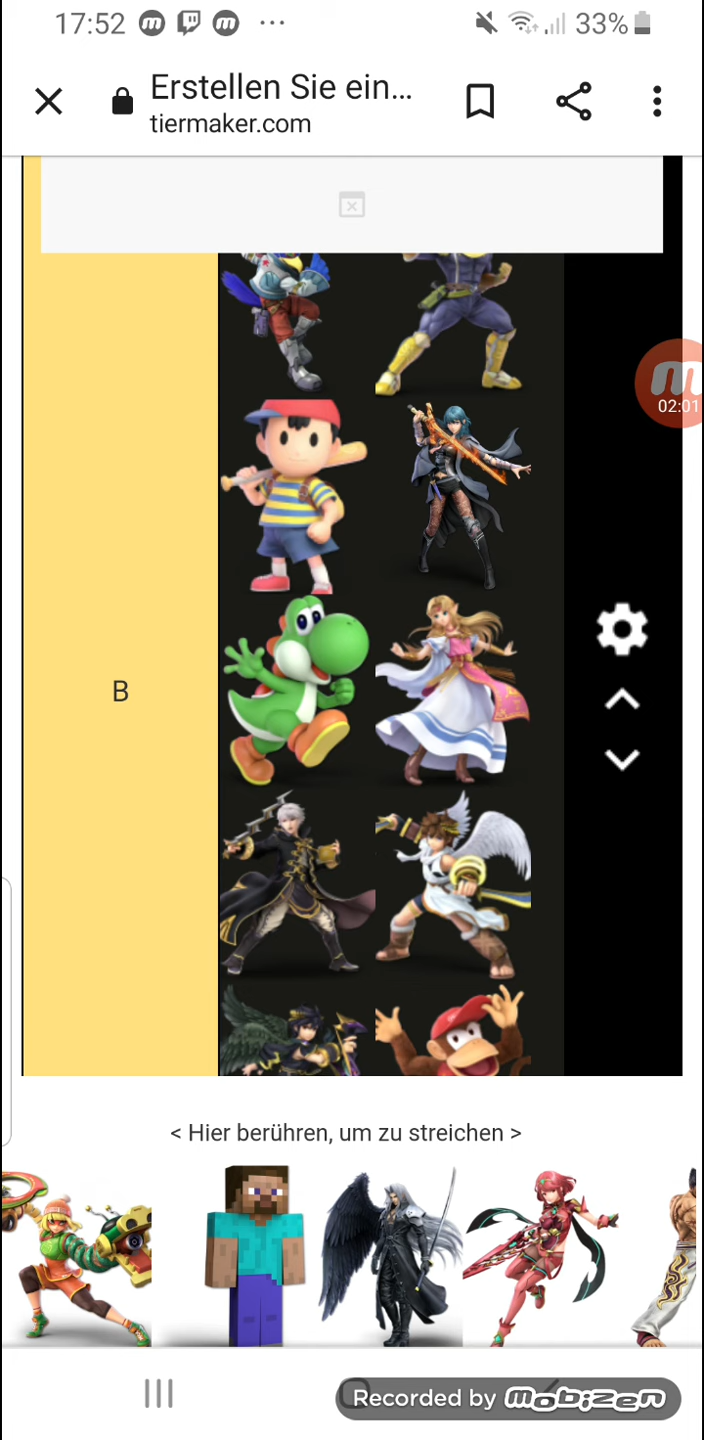 17:52 33%
Erstellen Sie ein...
tiermaker.com
02:01
B
< Hier berühren, um zu streichen >
Recorded by mobizen